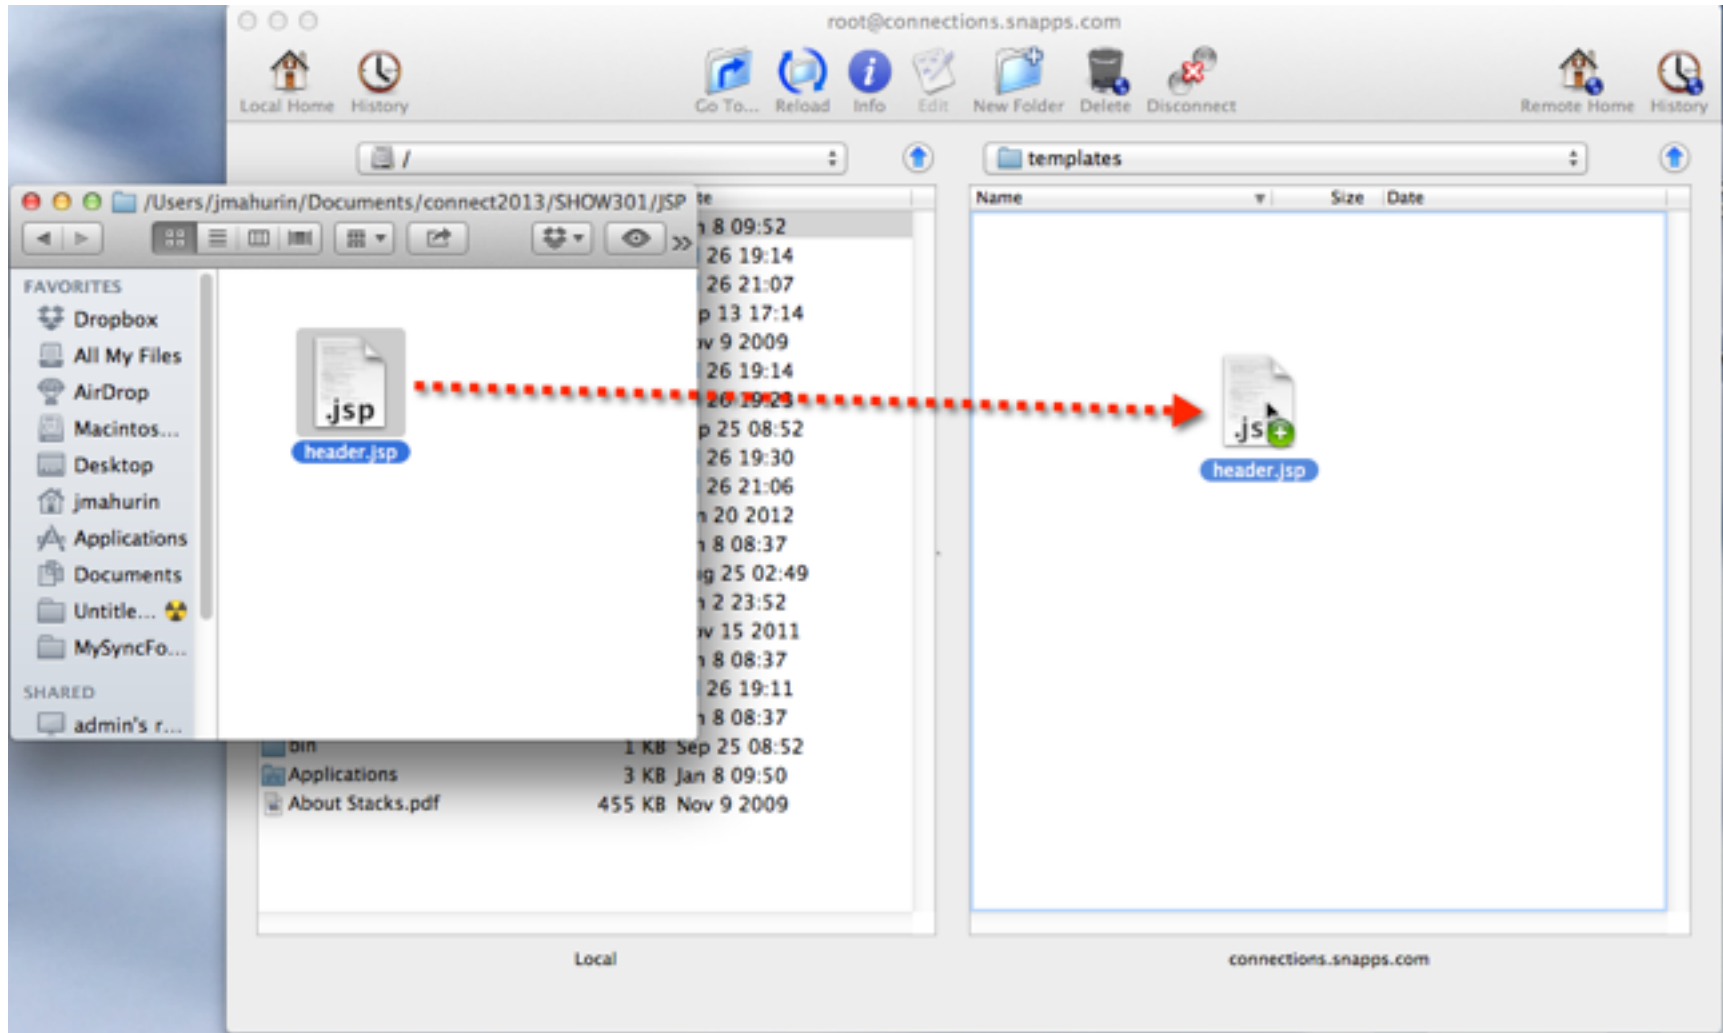 root@connections.snapps.com
Local Home
History
Go To...
Reload
Info
Edit
New Folder
Delete
Disconnect
Remote Home
History
/
templates
/Users/jmahurin/Documents/connect2013/SHOW301/JSP
Name
Size
Date
8 09:52
26 19:14
26 21:07
13 17:14
9 2009
26 19:14
26 19:23
25 08:52
26 19:30
26 21:06
20 2012
8 08:37
25 02:49
2 23:52
15 2011
8 08:37
26 19:11
8 08:37
FAVORITES
Dropbox
All My Files
AirDrop
Macintos...
Desktop
jmahurin
Applications
Documents
Untitle...
MySyncFo...
SHARED
admin's r...
.jsp
header.jsp
.js
header.jsp
bin 1 KB Sep 25 08:52
Applications 3 KB Jan 8 09:50
About Stacks.pdf 455 KB Nov 9 2009
Local
connections.snapps.com